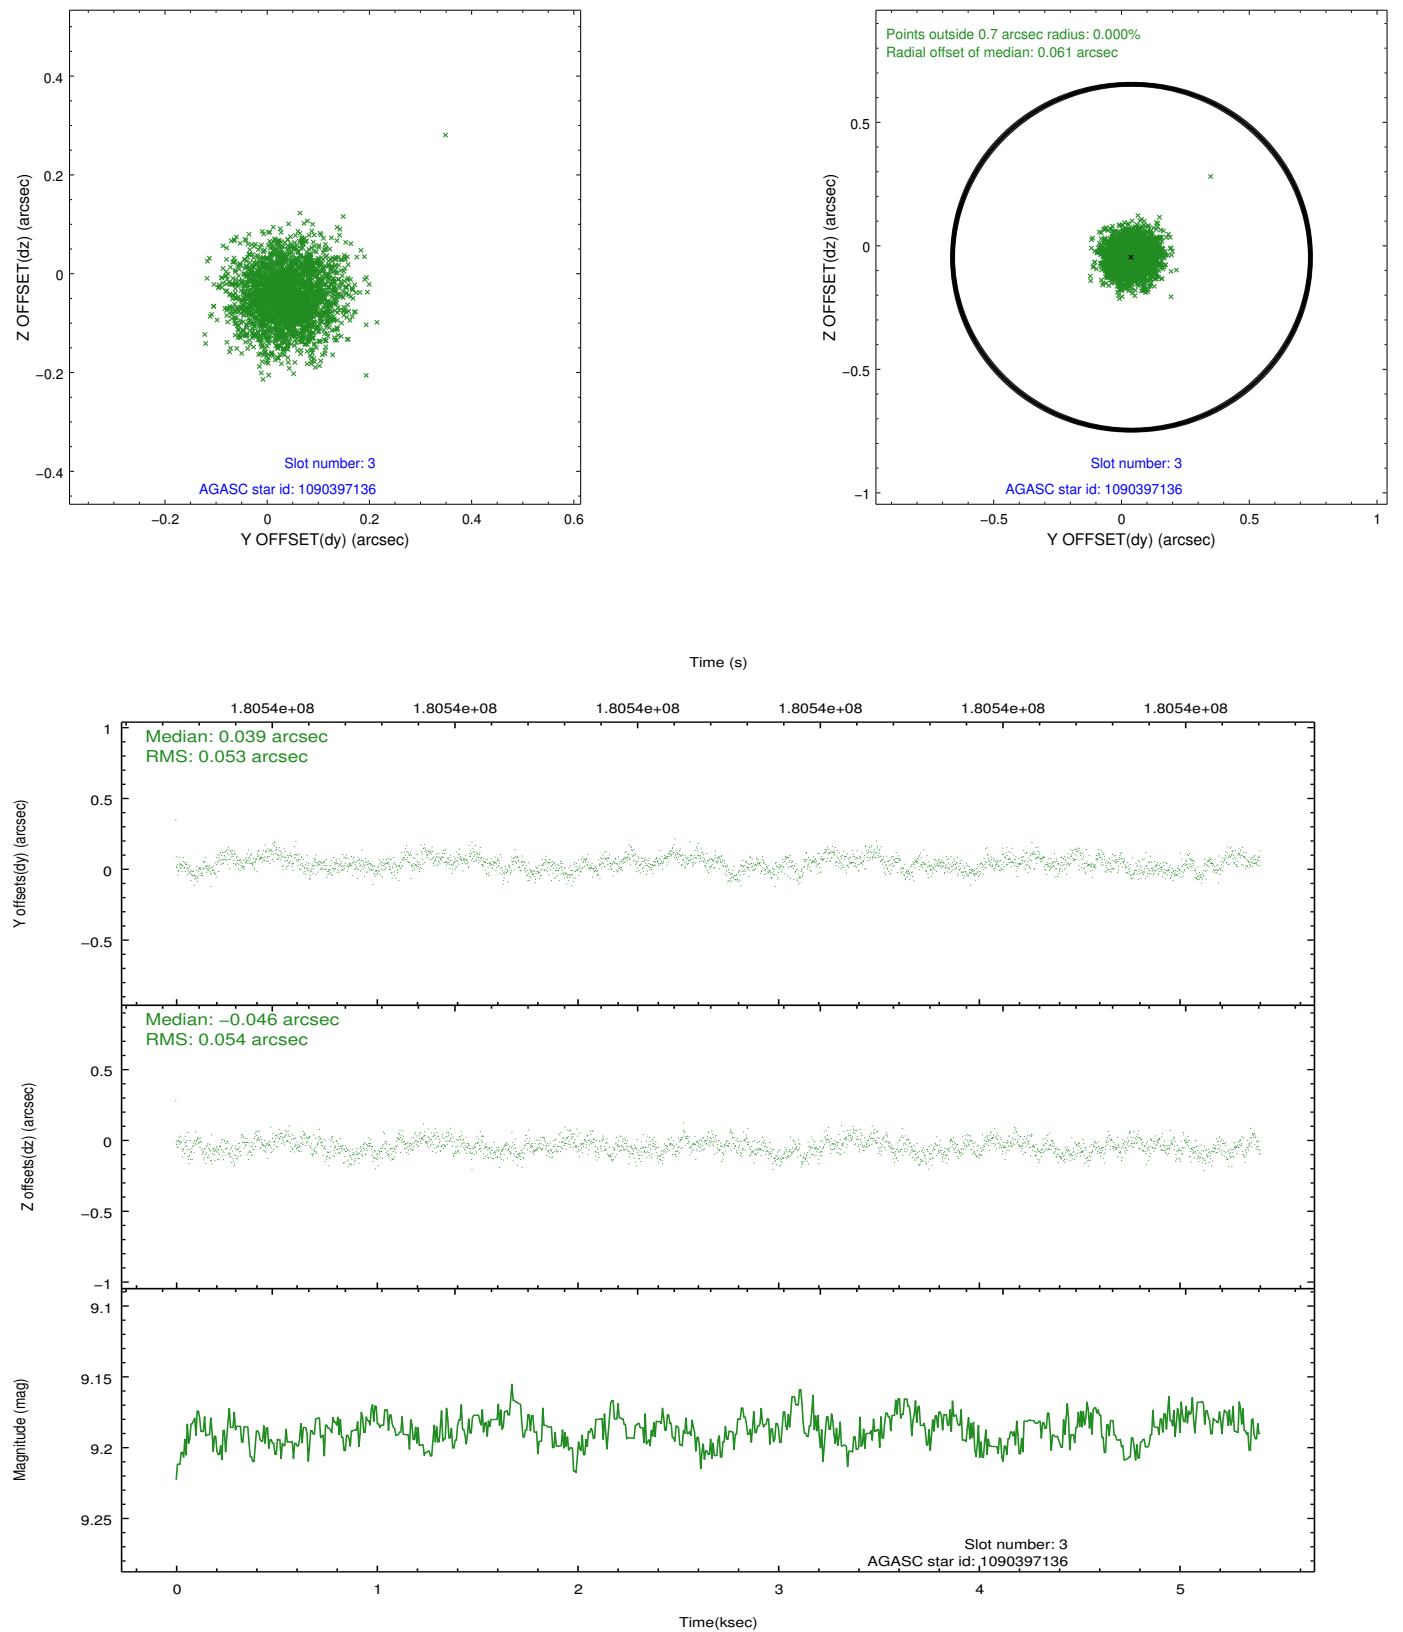 0.4
0.2
0
−0.2
−0.4
Z OFFSET(dz) (arcsec)
Slot number: 3
AGASC star id: 1090397136
−0.2 0 0.2 0.4 0.6
Y OFFSET(dy) (arcsec)
Points outside 0.7 arcsec radius: 0.000%
Radial offset of median: 0.061 arcsec
0.5
0
−0.5
−1
Z OFFSET(dz) (arcsec)
Slot number: 3
AGASC star id: 1090397136
−0.5 0 0.5 1
Y OFFSET(dy) (arcsec)
Time (s)
1.8054e+08 1.8054e+08 1.8054e+08 1.8054e+08 1.8054e+08 1.8054e+08
Median: 0.039 arcsec
RMS: 0.053 arcsec
1
0.5
0
−0.5
Y offsets(dy) (arcsec)
Median: −0.046 arcsec
RMS: 0.054 arcsec
0.5
0
−0.5
−1
Z offsets(dz) (arcsec)
9.1
9.15
9.2
9.25
Magnitude (mag)
Slot number: 3
AGASC star id: 1090397136
0 1 2 3 4 5
Time(ksec)